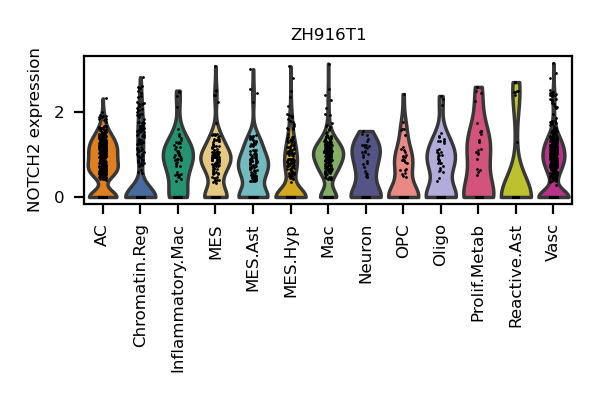 ZH916T1
NOTCH2 expression
2
0
AC
Chromatin.Reg
Inflammatory.Mac
MES
MES.Ast
MES.Hyp
Mac
Neuron
OPC
Oligo
Prolif.Metab
Reactive.Ast
Vasc